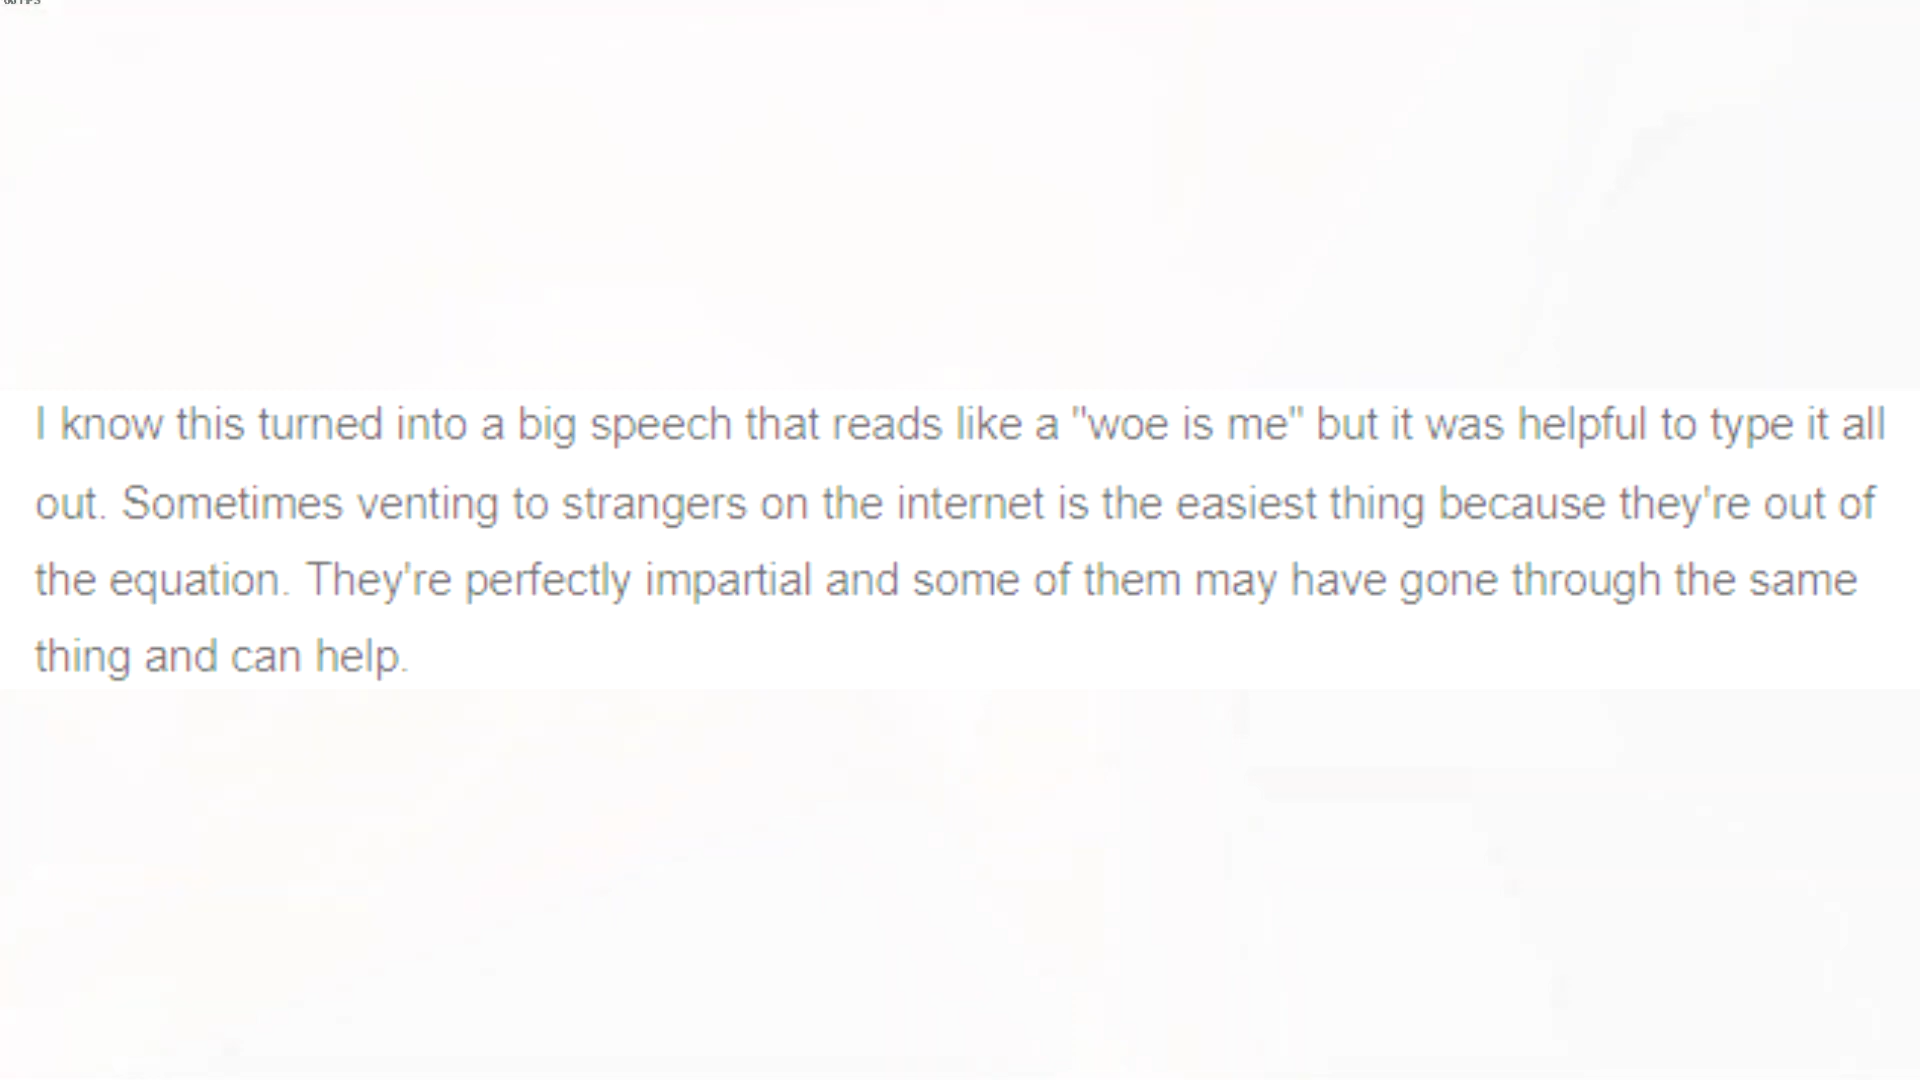 I know this turned into a big speech that reads like a "woe is me" but it was helpful to type it all
out. Sometimes venting to strangers on the internet is the easiest thing because they're out of
the equation. They're perfectly impartial and some of them may have gone through the same
thing and can help.